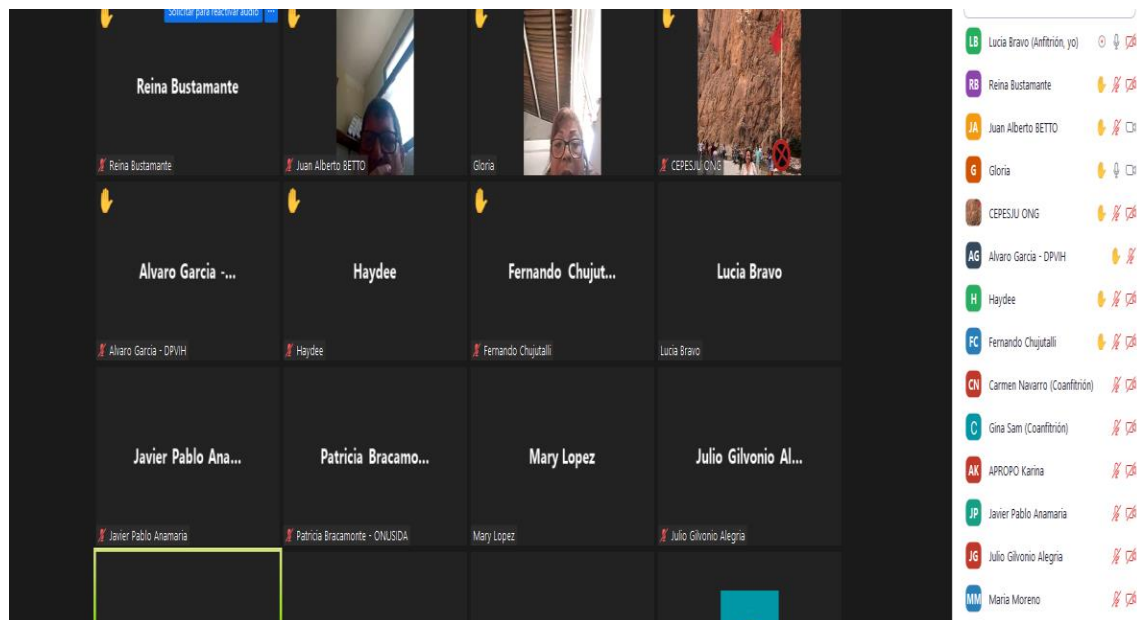 Solicitar para reactivar audio ...
Reina Bustamante
Reina Bustamante
Juan Alberto BETTO
Gloria
CEPESJU ONG
Alvaro Garcia -...
Haydee
Fernando Chujut...
Lucia Bravo
Alvaro Garcia - DPVIH
Haydee
Fernando Chujutalli
Lucia Bravo
Javier Pablo Ana...
Patricia Bracamo...
Mary Lopez
Julio Gilvonio Al...
Javier Pablo Anamaria
Patricia Bracamonte - ONUSIDA
Mary Lopez
Julio Gilvonio Alegria
LB Lucia Bravo (Anfitrión, yo)
RB Reina Bustamante
JA Juan Alberto BETTO
G Gloria
CEPESJU ONG
AG Alvaro Garcia - DPVIH
H Haydee
FC Fernando Chujutalli
CN Carmen Navarro (Coanfitrión)
C Gina Sam (Coanfitrión)
AK APROPO Karina
JP Javier Pablo Anamaria
JG Julio Gilvonio Alegria
MM Maria Moreno